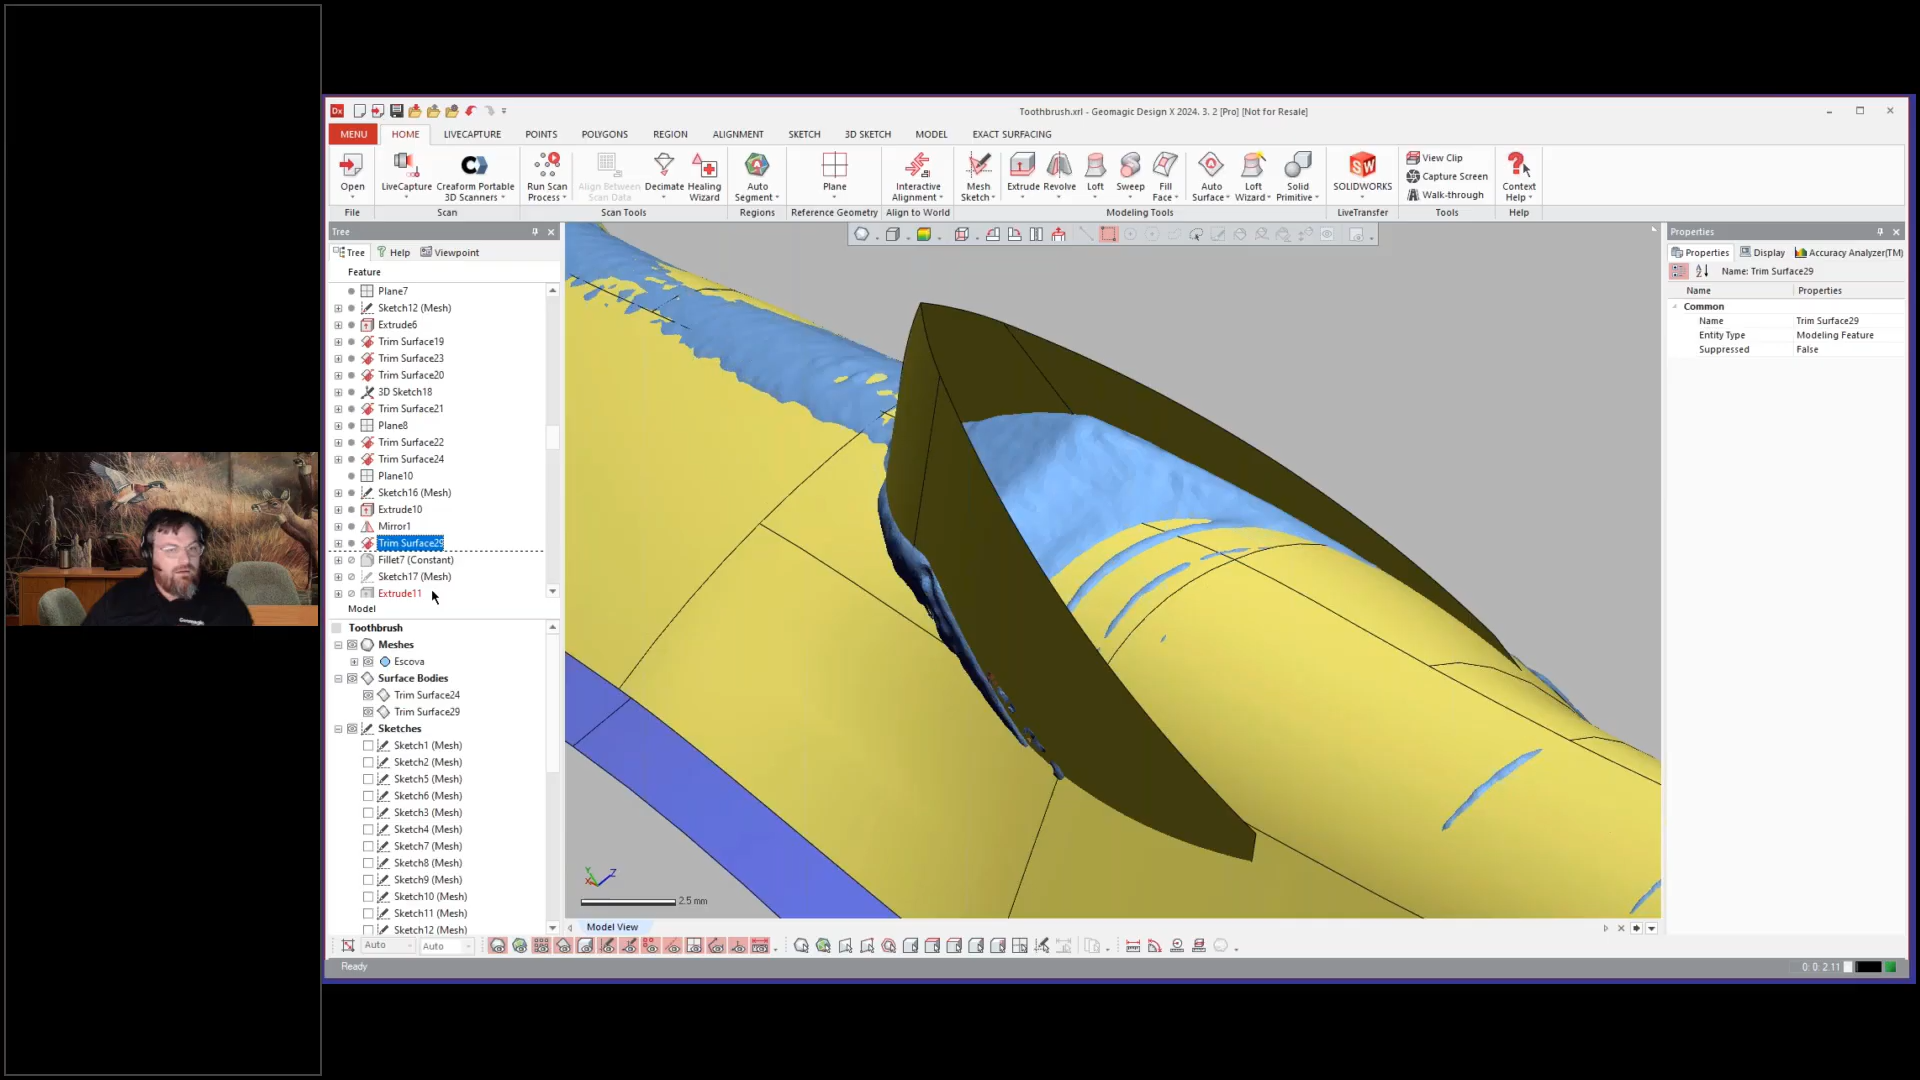 Toothbrush.xrl - Geomagic Design X 2024. 3. 2 [Pro] [Not for Resale]
MENU HOME LIVECAPTURE POINTS POLYGONS REGION ALIGNMENT SKETCH 3D SKETCH MODEL EXACT SURFACING
Open
LiveCapture
Creaform Portable
3D Scanners
Run Scan
Process
Align Between
Scan Data
Decimate
Healing
Wizard
Auto
Segment
Plane
Interactive
Alignment
Mesh
Sketch
Extrude
Revolve
Loft
Sweep
Fill
Face
Auto
Surface
Loft
Wizard
Solid
Primitive
SOLIDWORKS
View Clip
Capture Screen
Walk-through
Context
Help
File Scan Scan Tools Regions Reference Geometry Align to World Modeling Tools LiveTransfer Tools Help
Tree
Tree Help Viewpoint
Feature
Plane7
Sketch12 (Mesh)
Extrude6
Trim Surface19
Trim Surface23
Trim Surface20
3D Sketch18
Trim Surface21
Plane8
Trim Surface22
Trim Surface24
Plane10
Sketch16 (Mesh)
Extrude10
Mirror1
Trim Surface29
Fillet7 (Constant)
Sketch17 (Mesh)
Extrude11
Model
Toothbrush
Meshes
Escova
Surface Bodies
Trim Surface24
Trim Surface29
Sketches
Sketch1 (Mesh)
Sketch2 (Mesh)
Sketch5 (Mesh)
Sketch6 (Mesh)
Sketch3 (Mesh)
Sketch4 (Mesh)
Sketch7 (Mesh)
Sketch8 (Mesh)
Sketch9 (Mesh)
Sketch10 (Mesh)
Sketch11 (Mesh)
Sketch12 (Mesh)
2.5 mm
Model View
Properties
Properties Display Accuracy Analyzer(TM)
Name: Trim Surface29
Name Properties
Common
Name Trim Surface29
Entity Type Modeling Feature
Suppressed False
Auto Auto
Ready
0: 0: 2.11